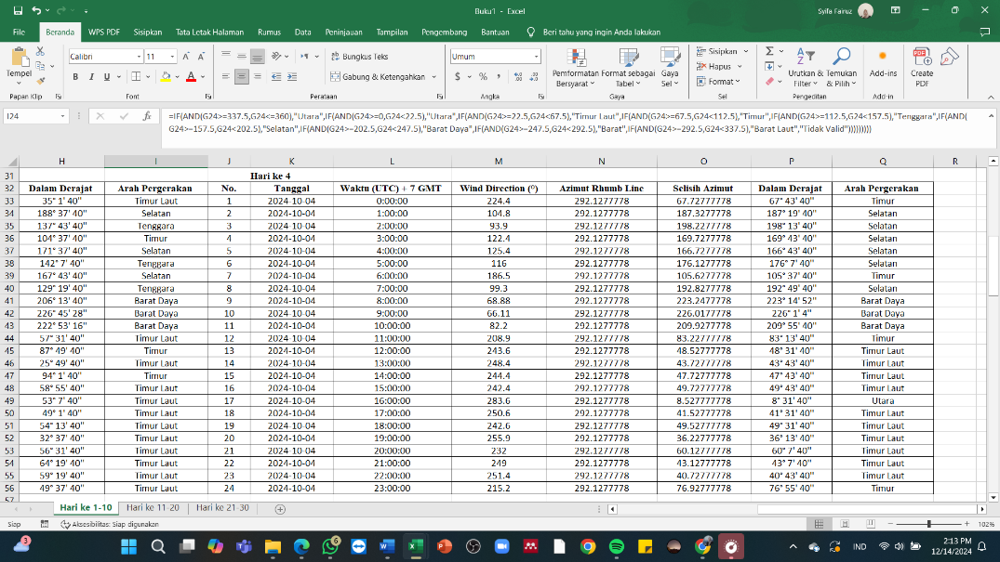 Buku1 - Excel
Syifa Fairuz
File Beranda WPS PDF Sisipkan Tata Letak Halaman Rumus Data Peninjauan Tampilan Pengembang Bantuan Beri tahu yang ingin Anda lakukan
Tempel
Calibri 11
B I U
Bungkus Teks
Gabung & Ketengahkan
Umum
Pemformatan Bersyarat
Format sebagai Tabel
Gaya Sel
Sisipkan
Hapus
Format
Urutkan & Filter
Temukan & Pilih
Add-ins
Create PDF
Papan Klip Font Perataan Angka Gaya Sel Pengeditan Add-in
I24
fx
=IF(AND(G24>=337.5,G24<=360),"Utara",IF(AND(G24>=0,G24<22.5),"Utara",IF(AND(G24>=22.5,G24<67.5),"Timur Laut",IF(AND(G24>=67.5,G24<112.5),"Timur",IF(AND(G24>=112.5,G24<157.5),"Tenggara",IF(AND(
G24>=157.5,G24<202.5),"Selatan",IF(AND(G24>=202.5,G24<247.5),"Barat Daya",IF(AND(G24>=247.5,G24<292.5),"Barat",IF(AND(G24>=292.5,G24<337.5),"Barat Laut","Tidak Valid")))))))))
H I J K L M N O P Q R
31 Hari ke 4
32 Dalam Derajat Arah Pergerakan No. Tanggal Waktu (UTC) + 7 GMT Wind Direction (°) Azimut Rhumb Line Selisih Azimut Dalam Derajat Arah Pergerakan
33 35° 1' 40" Timur Laut 1 2024-10-04 0:00:00 224.4 292.1277778 67.72777778 67° 43' 40" Timur
34 188° 37' 40" Selatan 2 2024-10-04 1:00:00 104.8 292.1277778 187.3277778 187° 19' 40" Selatan
35 137° 43' 40" Tenggara 3 2024-10-04 2:00:00 93.9 292.1277778 198.2277778 198° 13' 40" Selatan
36 104° 37' 40" Timur 4 2024-10-04 3:00:00 122.4 292.1277778 169.7277778 169° 43' 40" Selatan
37 171° 37' 40" Selatan 5 2024-10-04 4:00:00 125.4 292.1277778 166.7277778 166° 43' 40" Selatan
38 142° 7' 40" Tenggara 6 2024-10-04 5:00:00 116 292.1277778 176.1277778 176° 7' 40" Selatan
39 167° 43' 40" Selatan 7 2024-10-04 6:00:00 186.5 292.1277778 105.6277778 105° 37' 40" Timur
40 129° 19' 40" Tenggara 8 2024-10-04 7:00:00 99.3 292.1277778 192.8277778 192° 49' 40" Selatan
41 206° 13' 40" Barat Daya 9 2024-10-04 8:00:00 68.88 292.1277778 223.2477778 223° 14' 52" Barat Daya
42 226° 45' 28" Barat Daya 10 2024-10-04 9:00:00 66.11 292.1277778 226.0177778 226° 1' 4" Barat Daya
43 222° 53' 16" Barat Daya 11 2024-10-04 10:00:00 82.2 292.1277778 209.9277778 209° 55' 40" Barat Daya
44 57° 31' 40" Timur Laut 12 2024-10-04 11:00:00 208.9 292.1277778 83.22777778 83° 13' 40" Timur
45 87° 49' 40" Timur 13 2024-10-04 12:00:00 243.6 292.1277778 48.52777778 48° 31' 40" Timur Laut
46 25° 49' 40" Timur Laut 14 2024-10-04 13:00:00 248.4 292.1277778 43.72777778 43° 43' 40" Timur Laut
47 94° 1' 40" Timur 15 2024-10-04 14:00:00 244.4 292.1277778 47.72777778 47° 43' 40" Timur Laut
48 58° 55' 40" Timur Laut 16 2024-10-04 15:00:00 242.4 292.1277778 49.72777778 49° 43' 40" Timur Laut
49 53° 7' 40" Timur Laut 17 2024-10-04 16:00:00 283.6 292.1277778 8.527777778 8° 31' 40" Utara
50 49° 1' 40" Timur Laut 18 2024-10-04 17:00:00 250.6 292.1277778 41.52777778 41° 31' 40" Timur Laut
51 54° 13' 40" Timur Laut 19 2024-10-04 18:00:00 242.6 292.1277778 49.52777778 49° 31' 40" Timur Laut
52 32° 37' 40" Timur Laut 20 2024-10-04 19:00:00 255.9 292.1277778 36.22777778 36° 13' 40" Timur Laut
53 56° 31' 40" Timur Laut 21 2024-10-04 20:00:00 232 292.1277778 60.12777778 60° 7' 40" Timur Laut
54 64° 19' 40" Timur Laut 22 2024-10-04 21:00:00 249 292.1277778 43.12777778 43° 7' 40" Timur Laut
55 59° 19' 40" Timur Laut 23 2024-10-04 22:00:00 251.4 292.1277778 40.72777778 40° 43' 40" Timur Laut
56 49° 37' 40" Timur Laut 24 2024-10-04 23:00:00 215.2 292.1277778 76.92777778 76° 55' 40" Timur
57
Hari ke 1-10 Hari ke 11-20 Hari ke 21-30
Siap Aksesibilitas: Siap digunakan 102%
3
6
IND
2:13 PM
12/14/2024